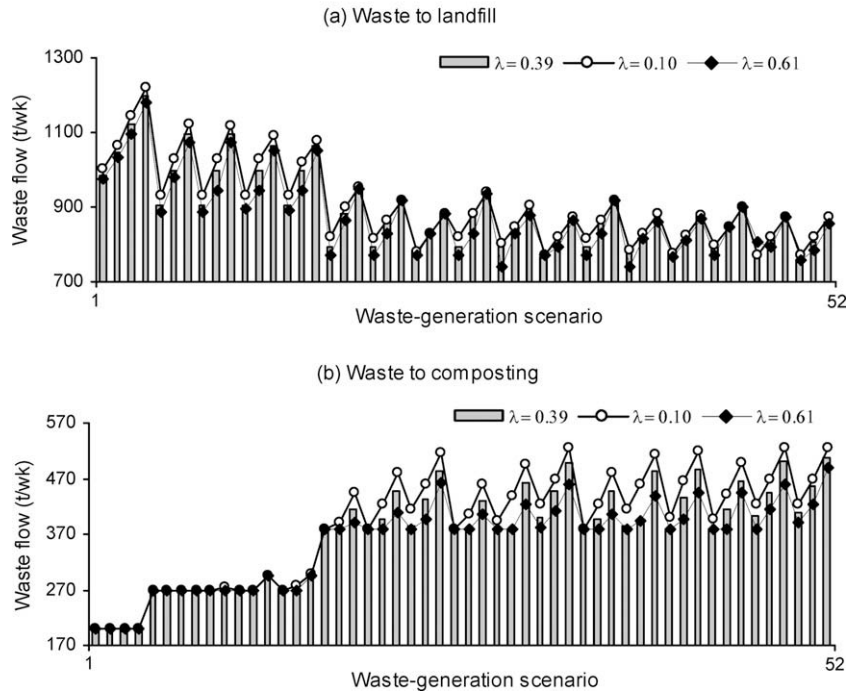 (a) Waste to landfill
1300
1100
900
700
Waste flow (t/wk)
λ = 0.39 λ = 0.10 λ = 0.61
1 52
Waste-generation scenario
(b) Waste to composting
570
470
370
270
170
Waste flow (t/wk)
λ = 0.39 λ = 0.10 λ = 0.61
1 52
Waste-generation scenario